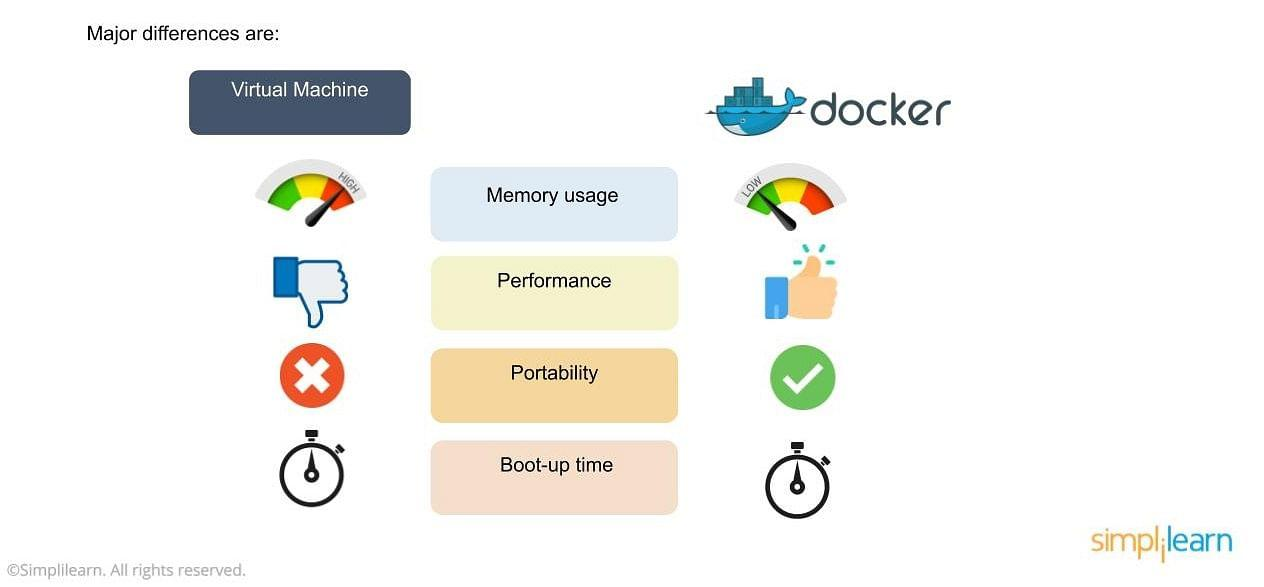 Major differences are:
Virtual Machine
docker
HIGH
Memory usage
LOW
Performance
Portability
Boot-up time
simplilearn
©Simplilearn. All rights reserved.